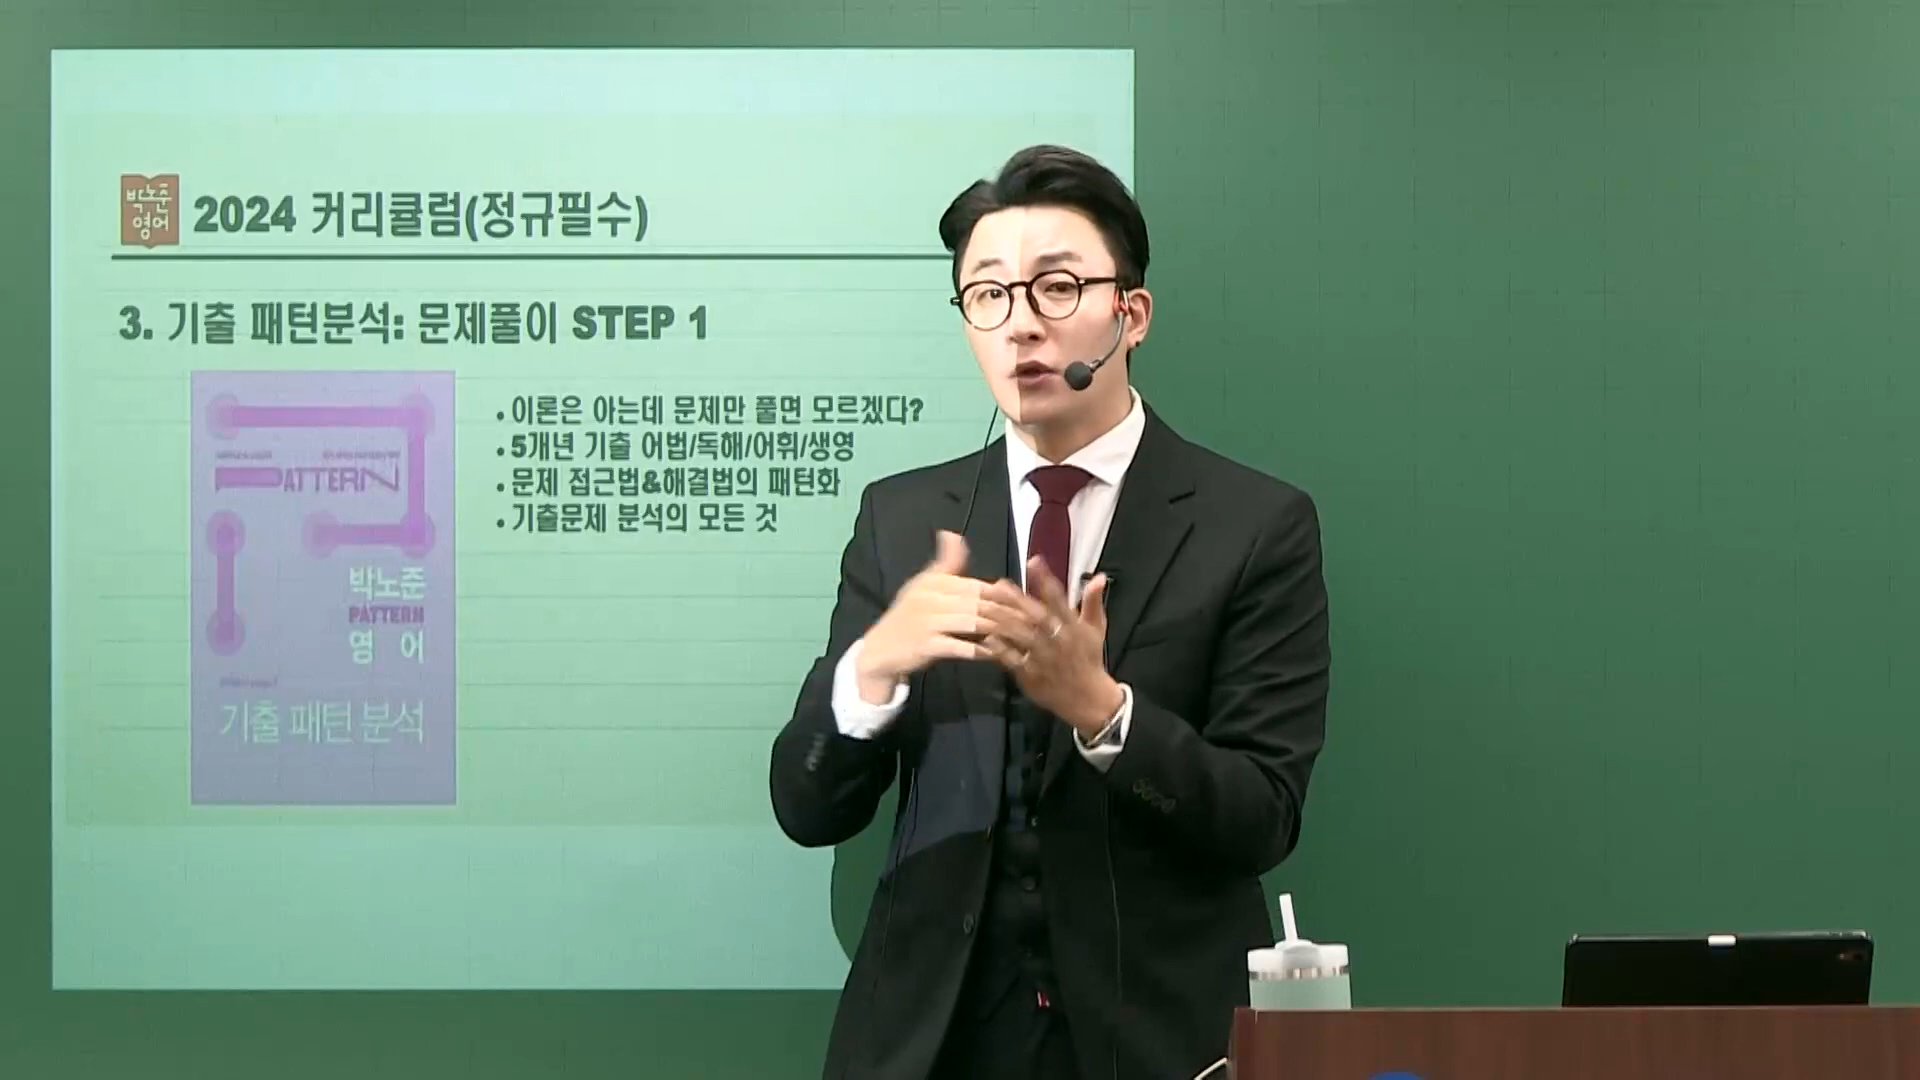 박노준
영어
2024 커리큘럼(정규필수)
3. 기출 패턴분석: 문제풀이 STEP 1
• 이론은 아는데 문제만 풀면 모르겠다?
• 5개년 기출 어법/독해/어휘/생영
• 문제 접근법&해결법의 패턴화
• 기출문제 분석의 모든 것
PATTERN
박노준
PATTERN
영 어
기출 패턴 분석